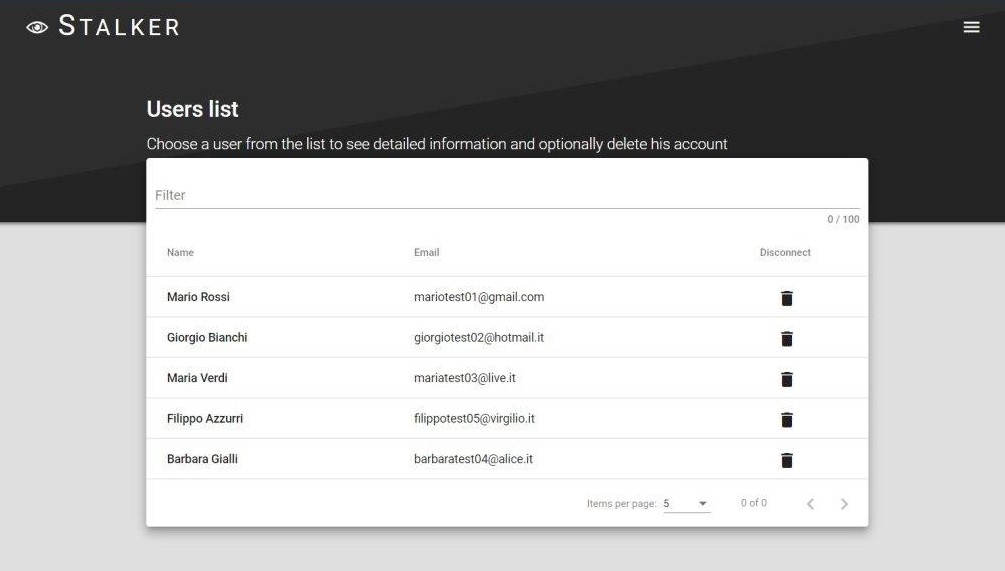 STALKER
Users list
Choose a user from the list to see detailed information and optionally delete his account
Filter
0 / 100
Name Email Disconnect
Mario Rossi mariotest01@gmail.com
Giorgio Bianchi giorgiotest02@hotmail.it
Maria Verdi mariatest03@live.it
Filippo Azzurri filippotest05@virgilio.it
Barbara Gialli barbaratest04@alice.it
Items per page: 5 0 of 0